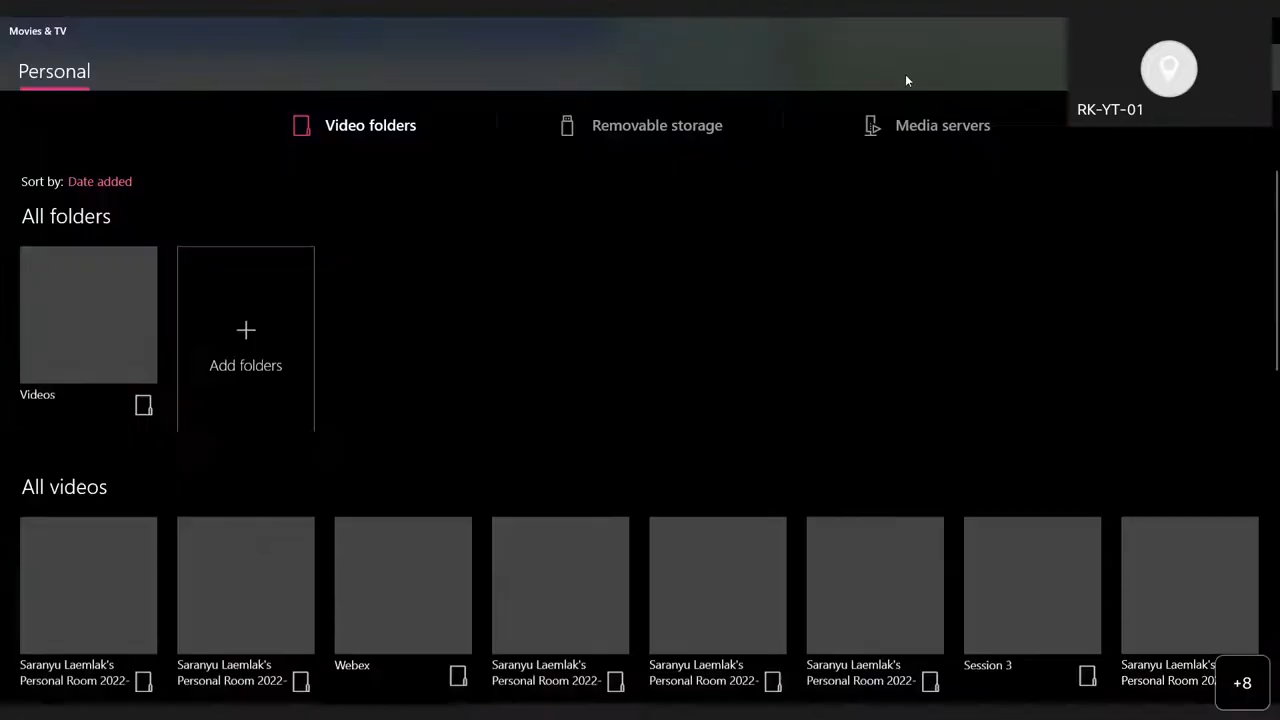 Movies & TV
Personal
RK-YT-01
Video folders
Removable storage
Media servers
Sort by: Date added
All folders
Add folders
Videos
All videos
Saranyu Laemlak's
Personal Room 2022-
Saranyu Laemlak's
Personal Room 2022-
Webex
Saranyu Laemlak's
Personal Room 2022-
Saranyu Laemlak's
Personal Room 2022-
Saranyu Laemlak's
Personal Room 2022-
Session 3
Saranyu Laemlak's
Personal Room
+8